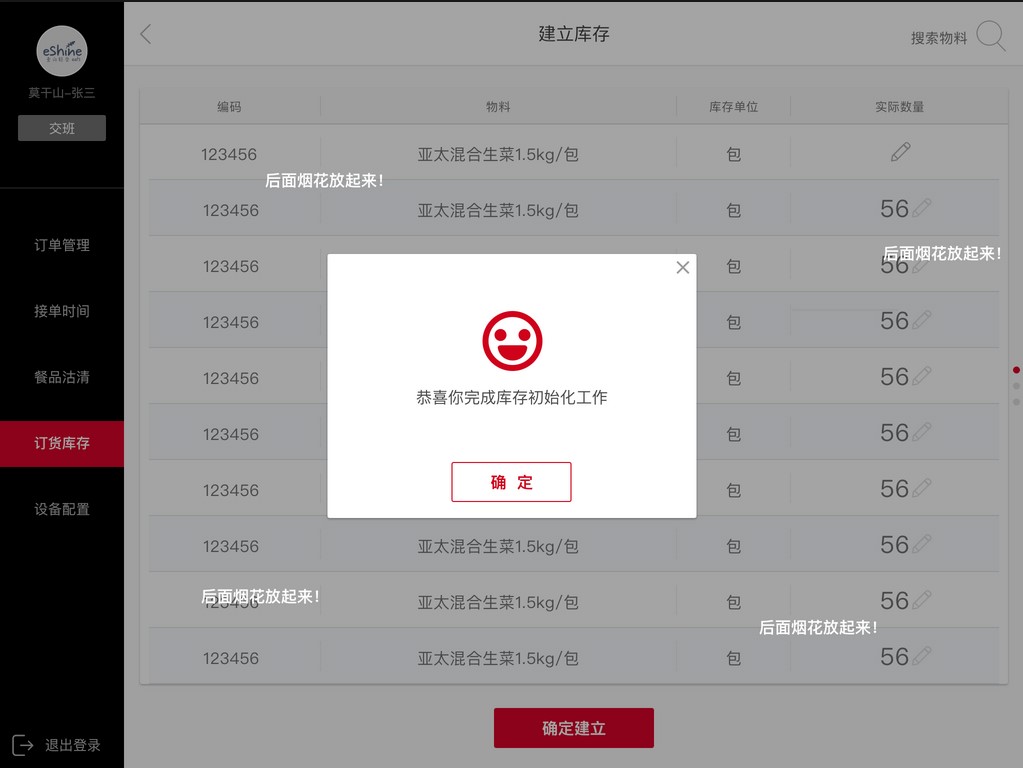 eShine
莫干山-张三
交班
订单管理
接单时间
餐品沽清
订货库存
设备配置
退出登录
建立库存
搜索物料
编码 物料 库存单位 实际数量
123456 亚太混合生菜1.5kg/包 包
后面烟花放起来!
123456 亚太混合生菜1.5kg/包 包 56
后面烟花放起来!
123456 包 56
123456 包 56
123456 包 56
123456 包 56
123456 包 56
恭喜你完成库存初始化工作
确 定
123456 亚太混合生菜1.5kg/包 包 56
后面烟花放起来!
123456 亚太混合生菜1.5kg/包 包 56
后面烟花放起来!
123456 亚太混合生菜1.5kg/包 包 56
确定建立